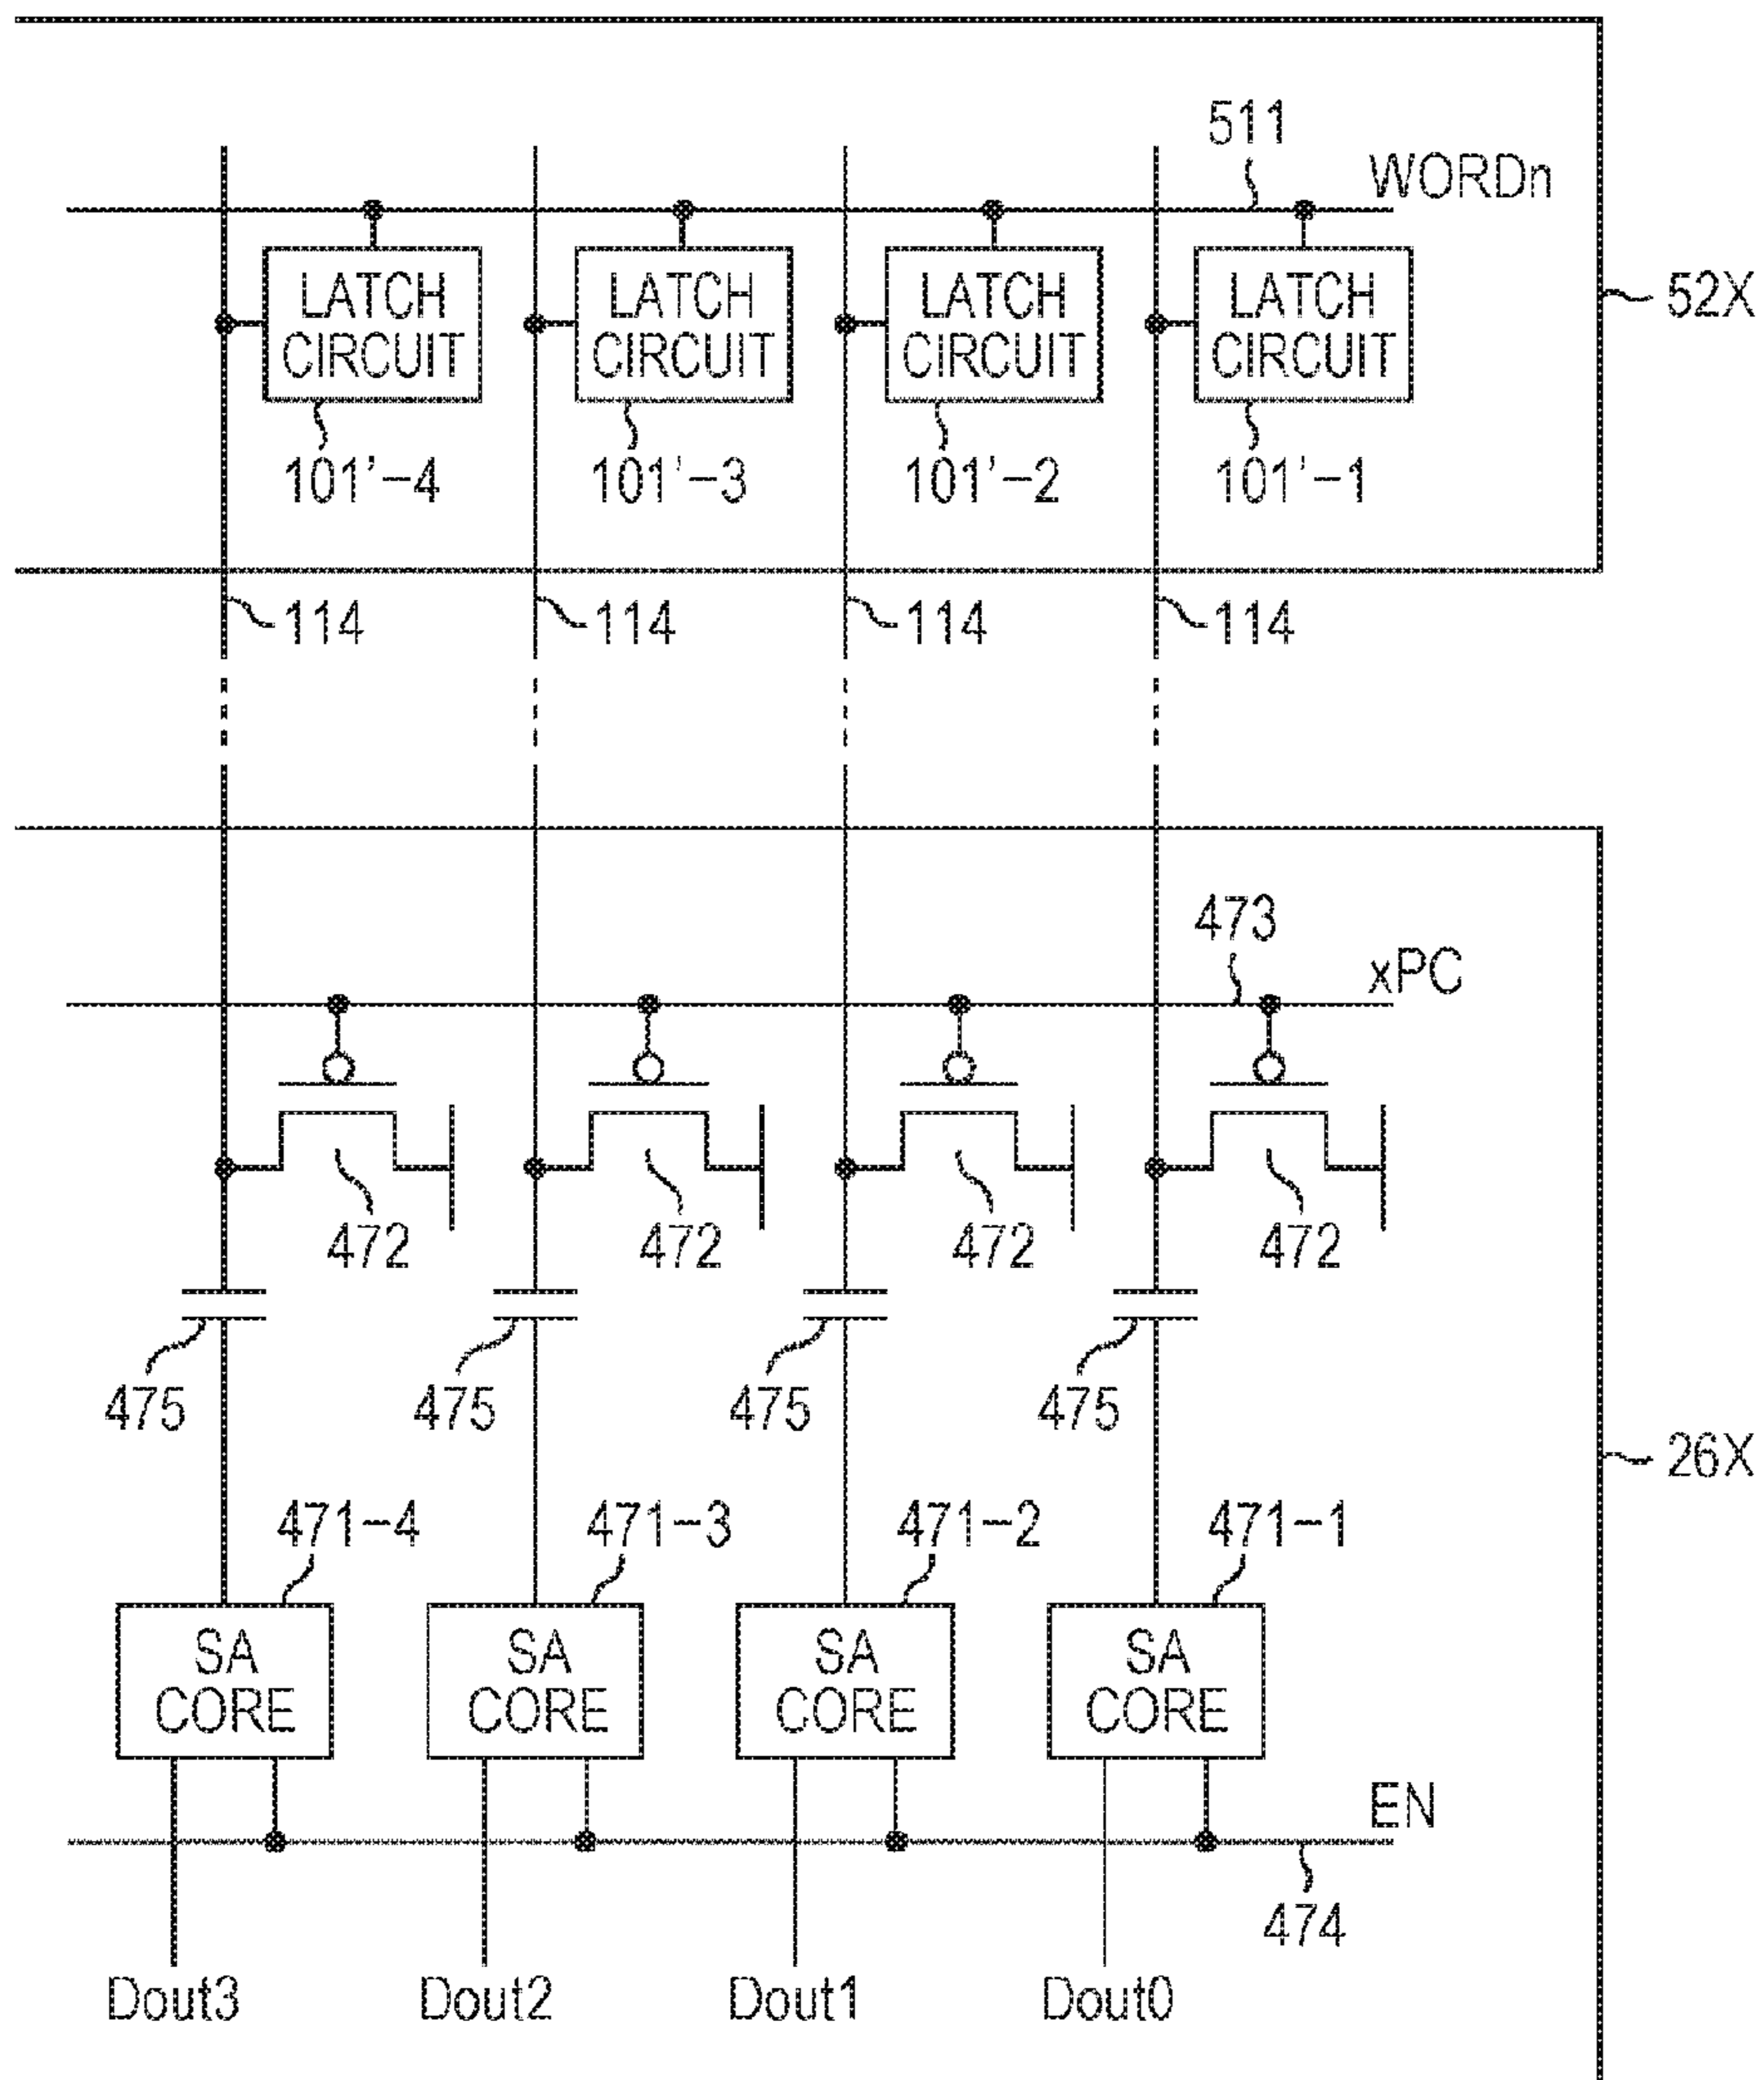 511
WORDn
LATCH CIRCUIT
LATCH CIRCUIT
LATCH CIRCUIT
LATCH CIRCUIT
52X
101'-4
101'-3
101'-2
101'-1
114
114
114
114
473
xPC
472
472
472
472
475
475
475
475
26X
471-4
471-3
471-2
471-1
SA CORE
SA CORE
SA CORE
SA CORE
EN
474
Dout3
Dout2
Dout1
Dout0